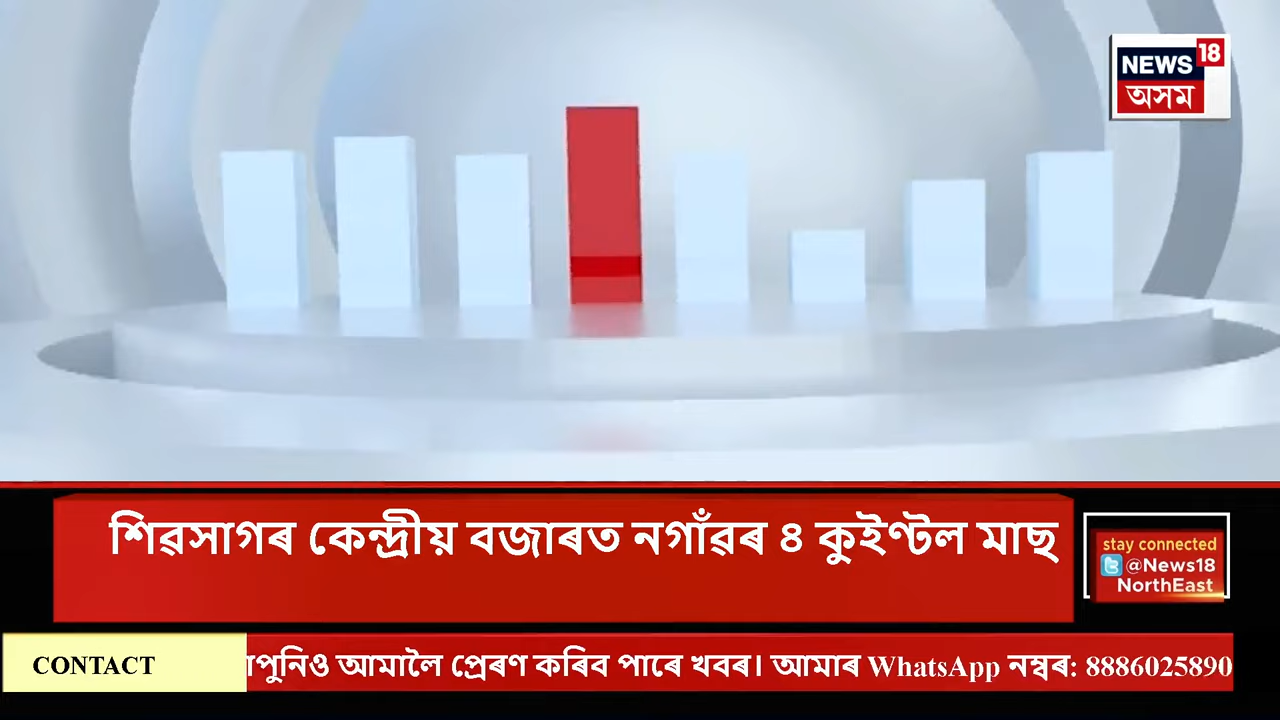 NEWS 18
অসম
শিৱসাগৰ কেন্দ্ৰীয় বজাৰত নগাঁৱৰ ৪ কুইণ্টল মাছ
stay connected
@News18
NorthEast
CONTACT
ওআমালৈ প্ৰেৰণ কৰিব পাৰে খবৰ। আমাৰ WhatsApp নম্বৰ: 8886025890